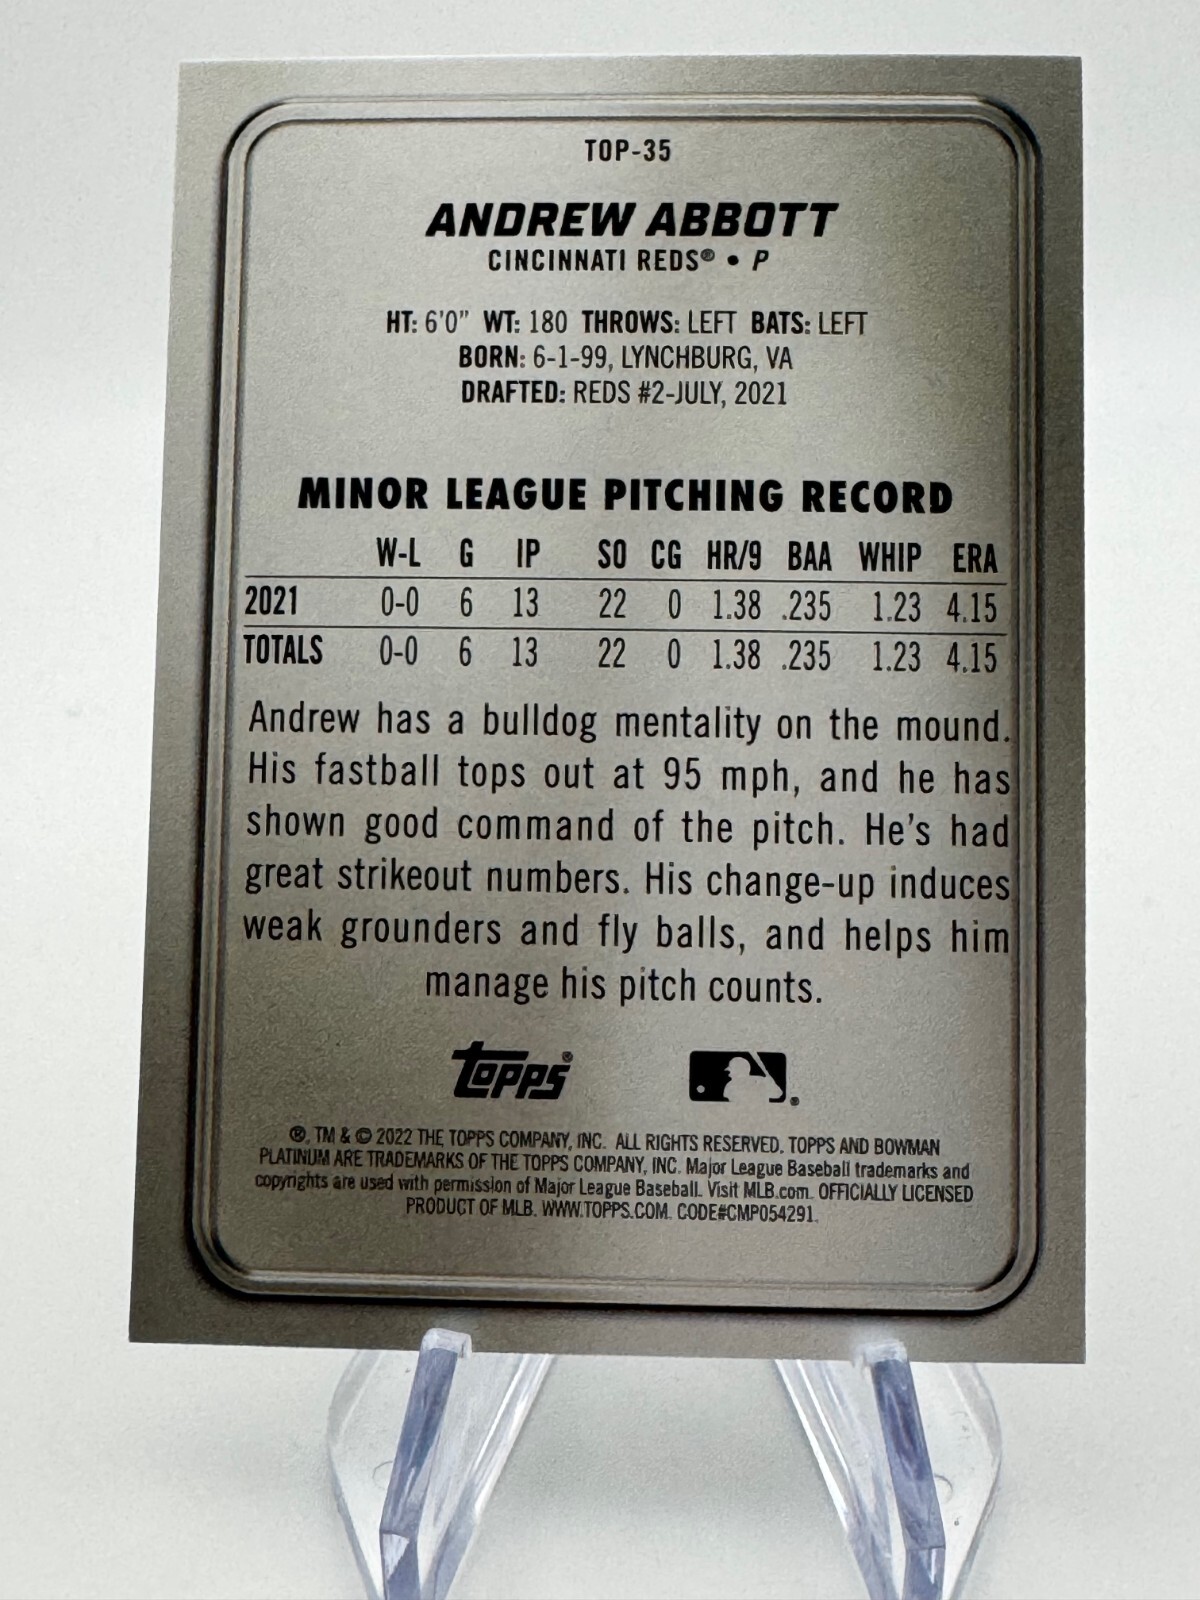 TOP-35
ANDREW ABBOTT
CINCINNATI REDS® • P
HT: 6'0" WT: 180 THROWS: LEFT BATS: LEFT
BORN: 6-1-99, LYNCHBURG, VA
DRAFTED: REDS #2-JULY, 2021
MINOR LEAGUE PITCHING RECORD
W-L G IP SO CG HR/9 BAA WHIP ERA
2021 0-0 6 13 22 0 1.38 .235 1.23 4.15
TOTALS 0-0 6 13 22 0 1.38 .235 1.23 4.15
Andrew has a bulldog mentality on the mound.
His fastball tops out at 95 mph, and he has
shown good command of the pitch. He's had
great strikeout numbers. His change-up induces
weak grounders and fly balls, and helps him
manage his pitch counts.
Topps®
®, TM & © 2022 THE TOPPS COMPANY, INC. ALL RIGHTS RESERVED. TOPPS AND BOWMAN
PLATINUM ARE TRADEMARKS OF THE TOPPS COMPANY, INC. Major League Baseball trademarks and
copyrights are used with permission of Major League Baseball. Visit MLB.com. OFFICIALLY LICENSED
PRODUCT OF MLB. WWW.TOPPS.COM. CODE#CMP054291.